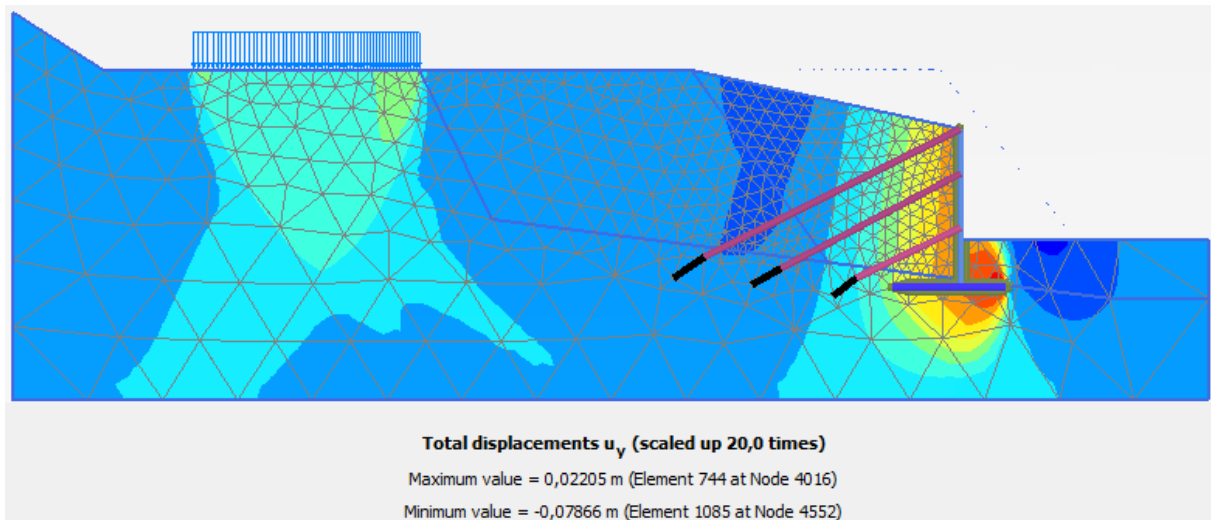 Total displacements uy (scaled up 20,0 times)
Maximum value = 0,02205 m (Element 744 at Node 4016)
Minimum value = -0,07866 m (Element 1085 at Node 4552)